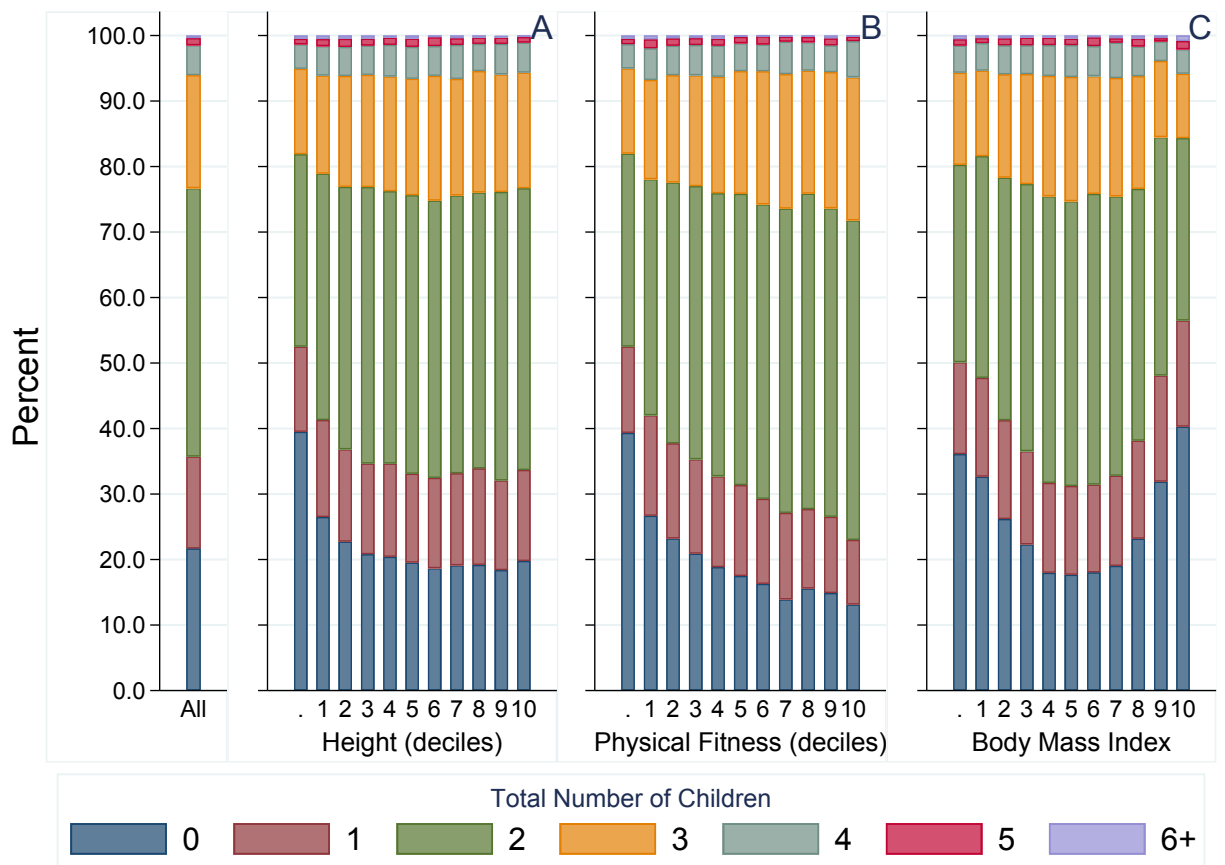 A
B
C
Percent
100.0
90.0
80.0
70.0
60.0
50.0
40.0
30.0
20.0
10.0
0.0
All
. 1 2 3 4 5 6 7 8 9 10
Height (deciles)
. 1 2 3 4 5 6 7 8 9 10
Physical Fitness (deciles)
. 1 2 3 4 5 6 7 8 9 10
Body Mass Index
Total Number of Children
0 1 2 3 4 5 6+